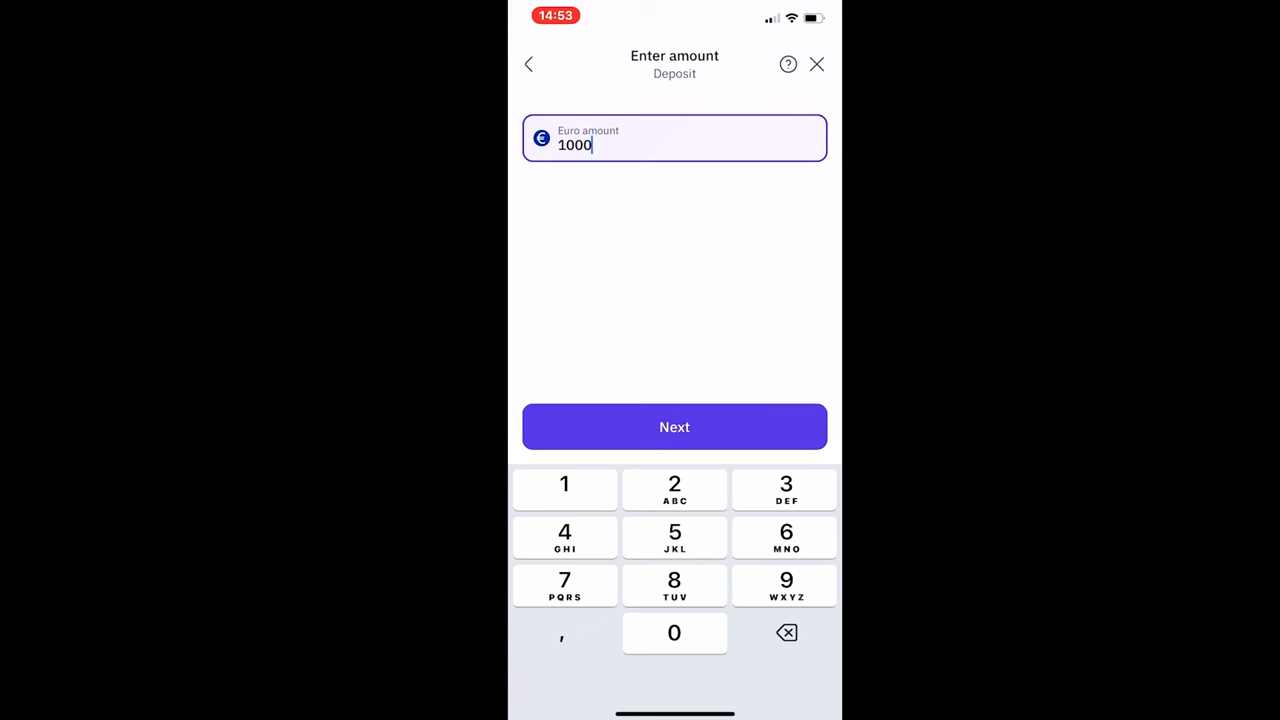 14:53
Enter amount
Deposit
Euro amount
1000
Next
1
2
ABC
3
DEF
4
GHI
5
JKL
6
MNO
7
PQRS
8
TUV
9
WXYZ
,
0